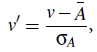 v′ = (v − A̅) / σ_A,